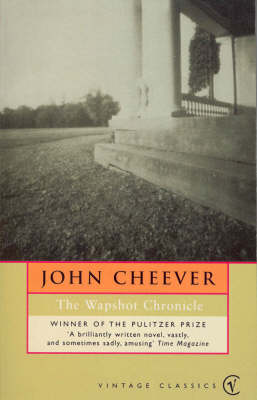 JOHN CHEEVER
The Wapshot Chronicle
WINNER OF THE PULITZER PRIZE
'A brilliantly written novel, vastly,
and sometimes sadly, amusing' Time Magazine
VINTAGE CLASSICS
V